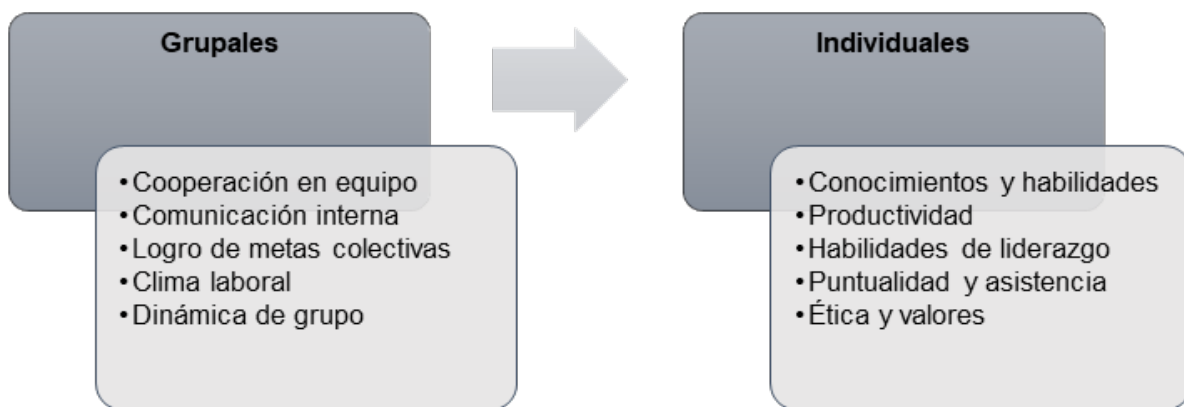 Grupales
• Cooperación en equipo
• Comunicación interna
• Logro de metas colectivas
• Clima laboral
• Dinámica de grupo
Individuales
• Conocimientos y habilidades
• Productividad
• Habilidades de liderazgo
• Puntualidad y asistencia
• Ética y valores